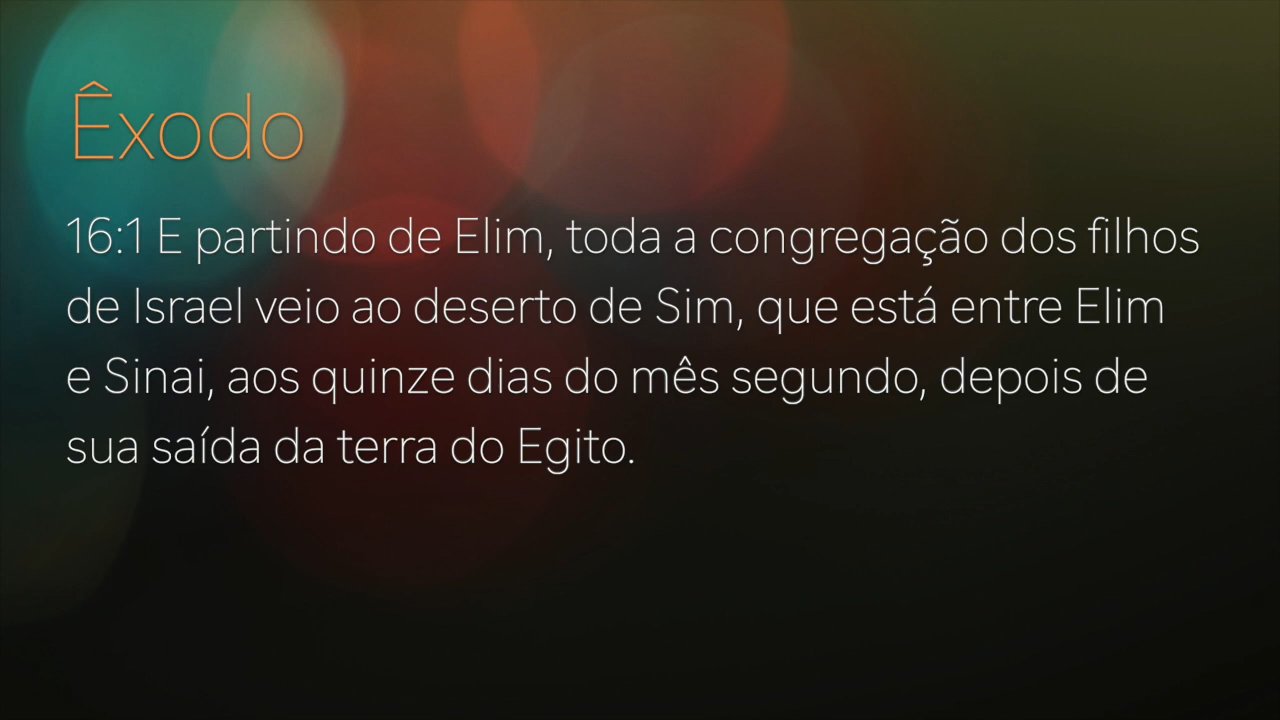 Êxodo
16:1 E partindo de Elim, toda a congregação dos filhos
de Israel veio ao deserto de Sim, que está entre Elim
e Sinai, aos quinze dias do mês segundo, depois de
sua saída da terra do Egito.